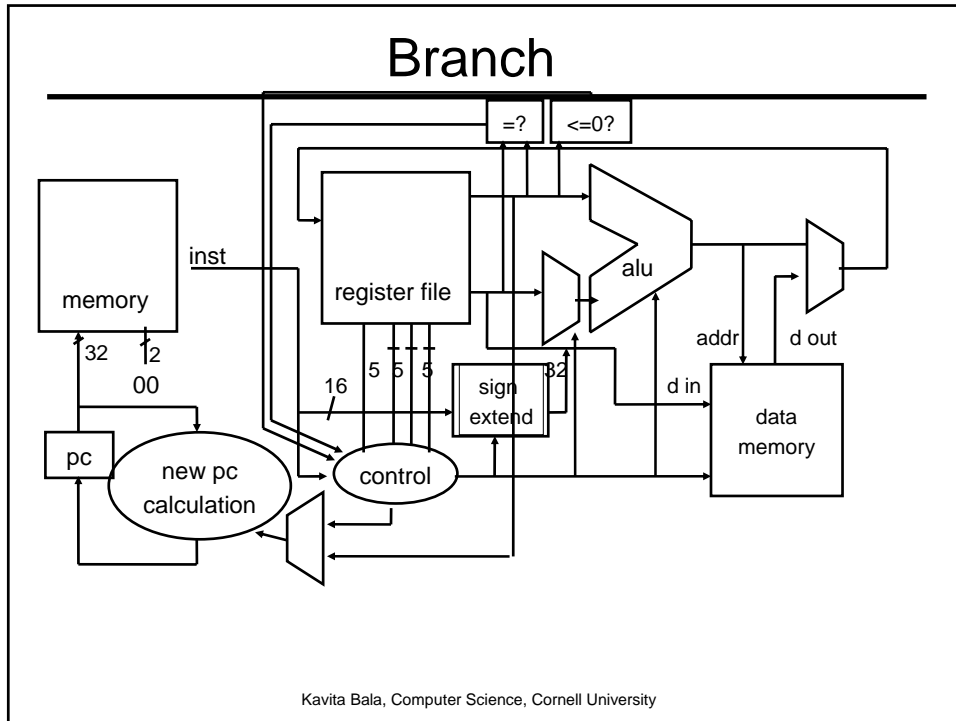 Branch
=?
<=0?
inst
memory
register file
alu
32
2
00
addr
d out
5
5
5
16
32
sign
extend
d in
data
memory
pc
new pc
calculation
control
Kavita Bala, Computer Science, Cornell University